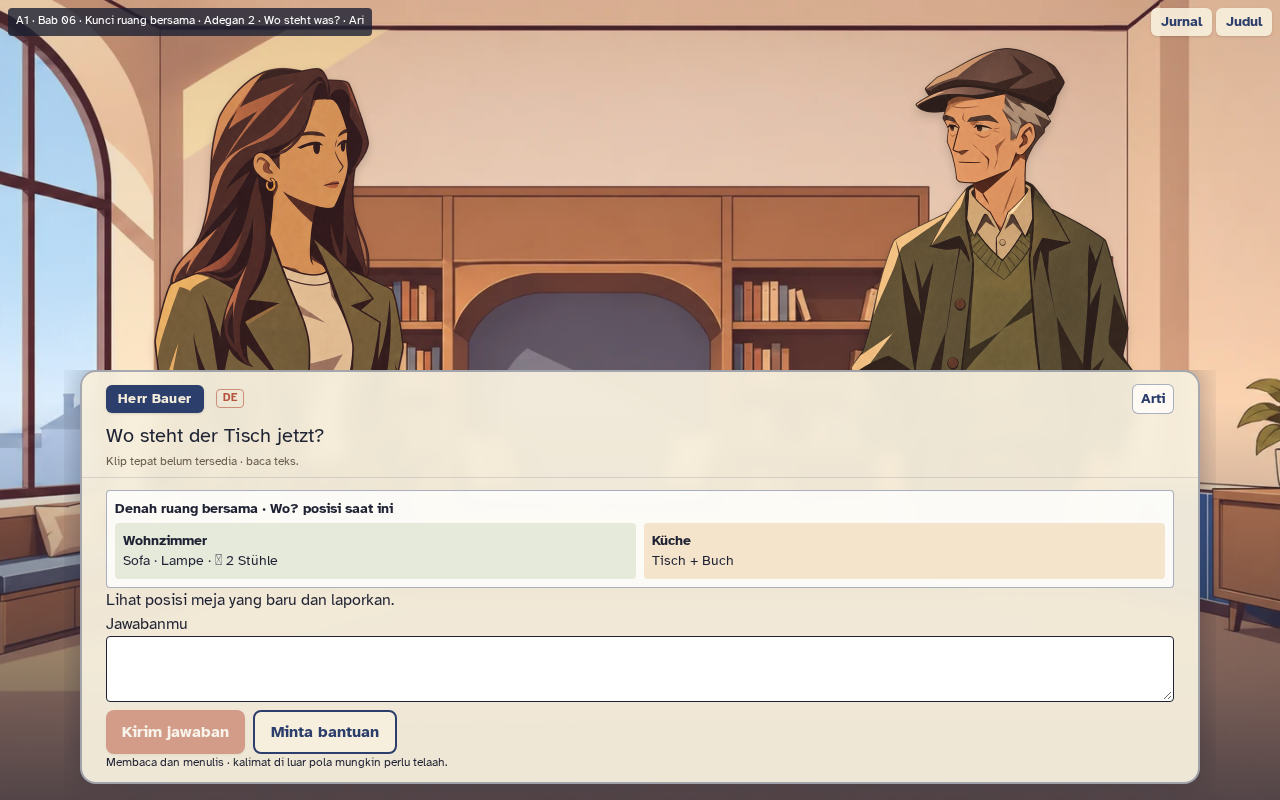 A1 · Bab 06 · Kunci ruang bersama · Adegan 2 · Wo steht was? · Ari
Jurnal
Judul
Herr Bauer
DE
Arti
Wo steht der Tisch jetzt?
Klip tepat belum tersedia · baca teks.
Denah ruang bersama · Wo? posisi saat ini
Wohnzimmer
Sofa · Lampe · 2 Stühle
Küche
Tisch + Buch
Lihat posisi meja yang baru dan laporkan.
Jawabanmu
Kirim jawaban
Minta bantuan
Membaca dan menulis · kalimat di luar pola mungkin perlu telaah.